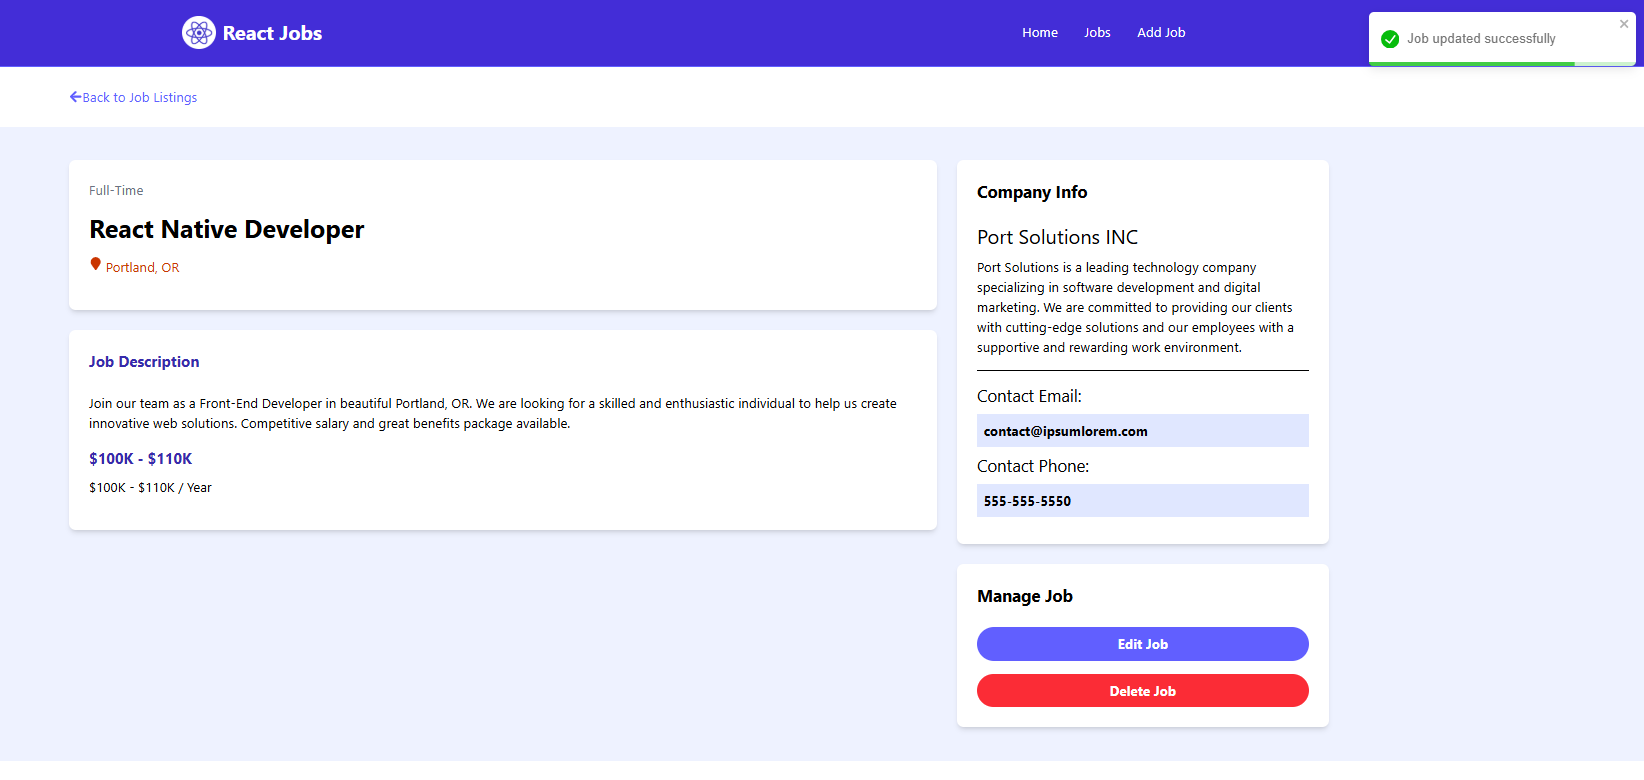 React Jobs
Home
Jobs
Add Job
Job updated successfully
Back to Job Listings
Full-Time
React Native Developer
Portland, OR
Job Description
Join our team as a Front-End Developer in beautiful Portland, OR. We are looking for a skilled and enthusiastic individual to help us create
innovative web solutions. Competitive salary and great benefits package available.
$100K - $110K
$100K - $110K / Year
Company Info
Port Solutions INC
Port Solutions is a leading technology company
specializing in software development and digital
marketing. We are committed to providing our clients
with cutting-edge solutions and our employees with a
supportive and rewarding work environment.
Contact Email:
contact@ipsumlorem.com
Contact Phone:
555-555-5550
Manage Job
Edit Job
Delete Job